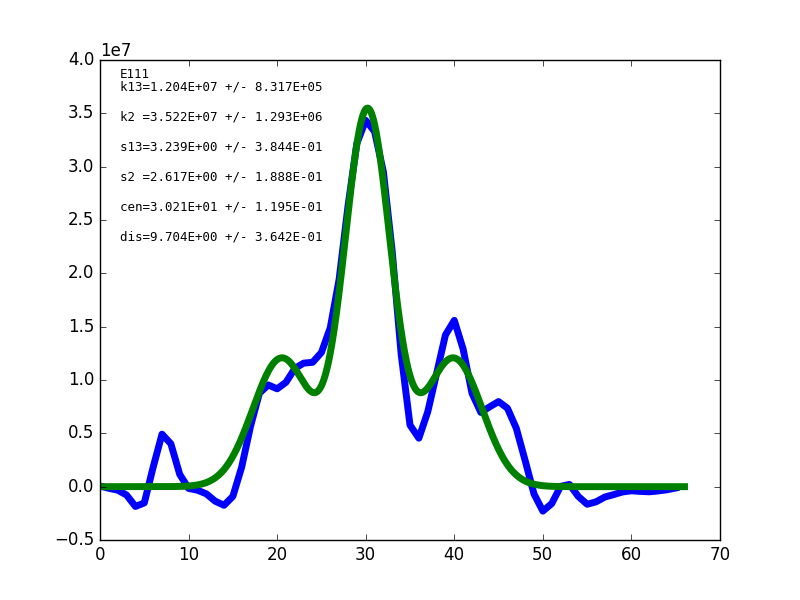 1e7
4.0
3.5
3.0
2.5
2.0
1.5
1.0
0.5
0.0
−0.5
E111
k13=1.204E+07 +/- 8.317E+05
k2 =3.522E+07 +/- 1.293E+06
s13=3.239E+00 +/- 3.844E-01
s2 =2.617E+00 +/- 1.888E-01
cen=3.021E+01 +/- 1.195E-01
dis=9.704E+00 +/- 3.642E-01
0 10 20 30 40 50 60 70